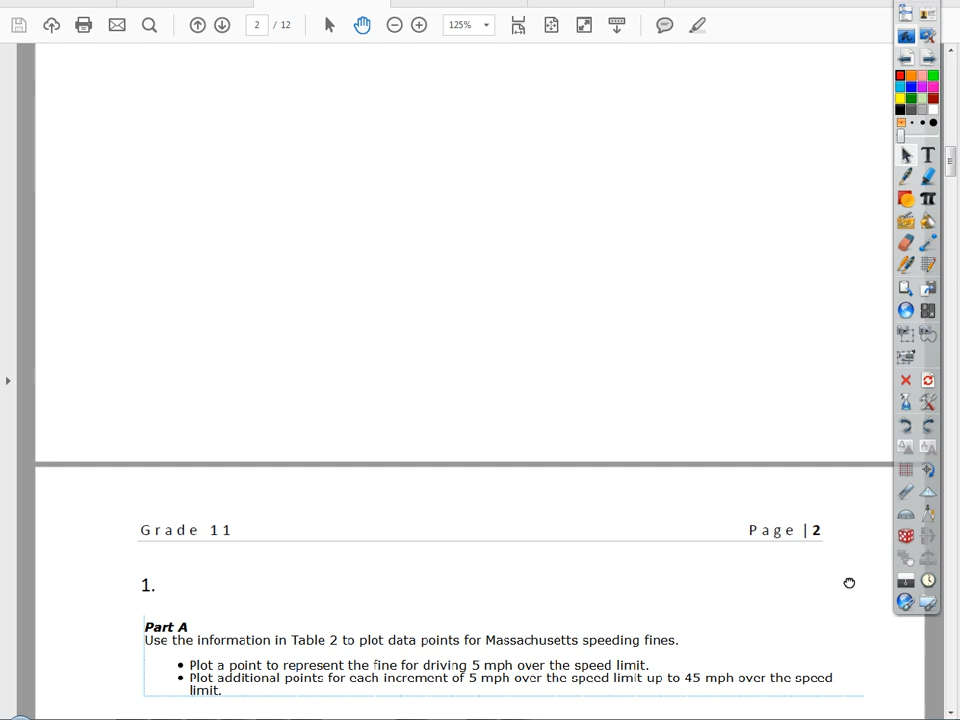 2 / 12
125%
T
Grade 11
Page |2
1.
Part A
Use the information in Table 2 to plot data points for Massachusetts speeding fines.
• Plot a point to represent the fine for driving 5 mph over the speed limit.
• Plot additional points for each increment of 5 mph over the speed limit up to 45 mph over the speed
limit.